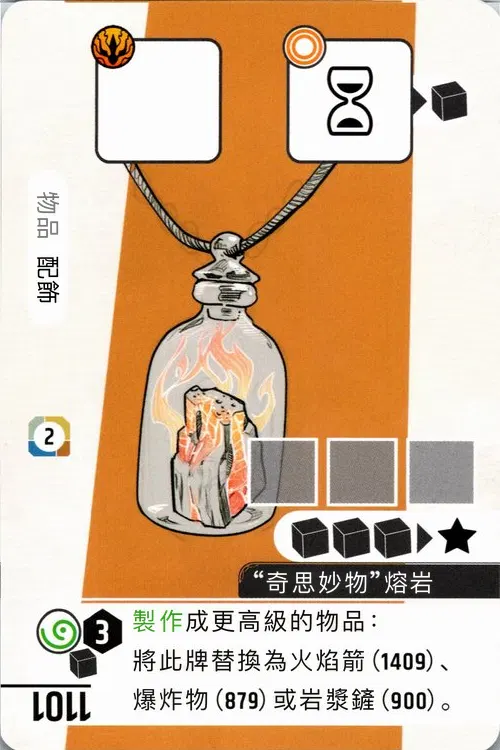 物品 配飾
2
“奇思妙物”熔岩
3
製作成更高級的物品：
將此牌替換為火焰箭（1409）、
爆炸物（879）或岩漿鏟（900）。
1101